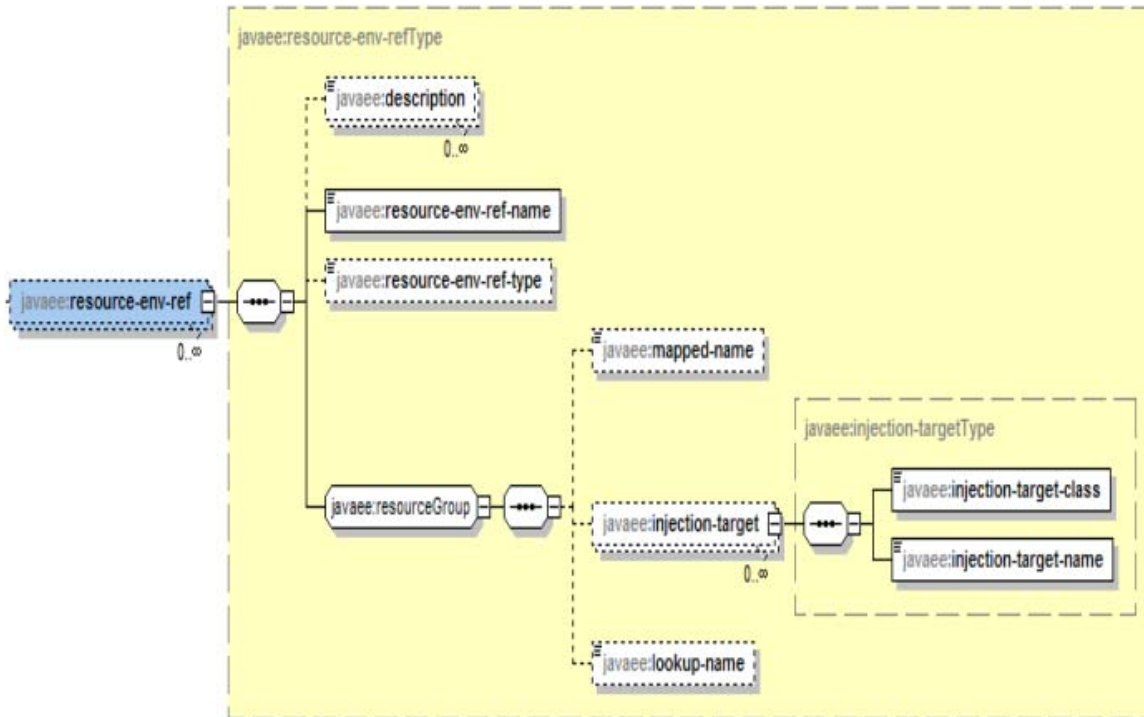 javaee:resource-env-refType
javaee:description
0..∞
javaee:resource-env-ref-name
javaee:resource-env-ref-type
javaee:resource-env-ref
0..∞
javaee:mapped-name
javaee:injection-targetType
javaee:injection-target-class
javaee:resourceGroup
javaee:injection-target
0..∞
javaee:injection-target-name
javaee:lookup-name